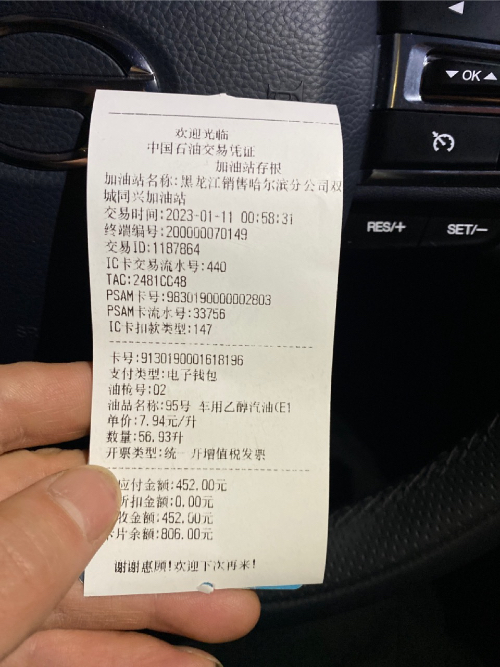 欢迎光临
中国石油交易凭证
加油站存根
加油站名称:黑龙江销售哈尔滨分公司双
城同兴加油站
交易时间:2023-01-11 00:58:31
终端编号:200000070149
交易ID:1187864
IC卡交易流水号:440
TAC:2481CC48
PSAM卡号:9830190000002803
PSAM卡流水号:33756
IC卡扣款类型:147
卡号:9130190001618196
支付类型:电子钱包
油枪号:02
油品名称:95号 车用乙醇汽油(E1
单价:7.94元/升
数量:56.93升
开票类型:统一开增值税发票
应付金额:452.00元
折扣金额:0.00元
收金额:452.00元
卡片余额:806.00元
谢谢惠顾!欢迎下次再来!
OK
RES/+
SET/−